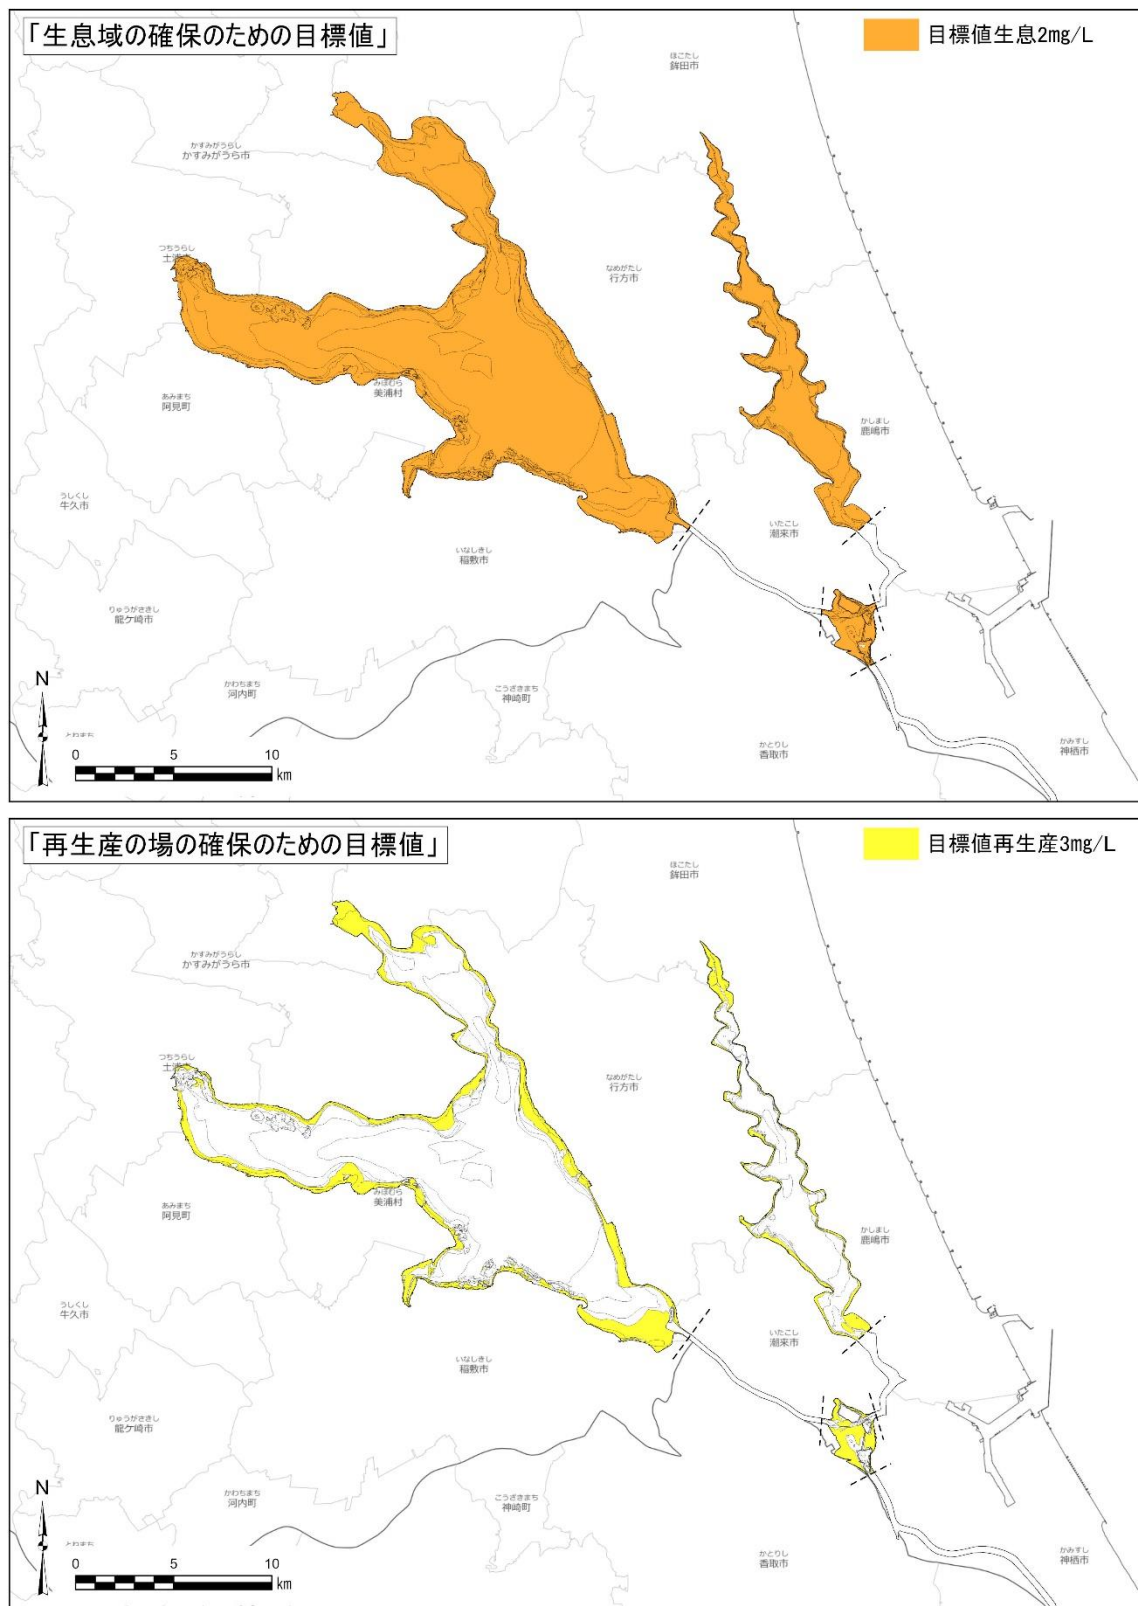 「生息域の確保のための目標値」
目標値生息2mg/L
ほこたし
鉾田市
かすみがうらし
かすみがうら市
つちうらし
土浦市
なめがたし
行方市
あみまち
阿見町
みほむら
美浦村
かしまし
鹿嶋市
うしくし
牛久市
いなしきし
稲敷市
いたこし
潮来市
りゅうがさきし
龍ケ崎市
かわちまち
河内町
こうざきまち
神崎町
かとりし
香取市
かみすし
神栖市
とねまち
N
0 5 10
km
「再生産の場の確保のための目標値」
目標値再生産3mg/L
ほこたし
鉾田市
かすみがうらし
かすみがうら市
つちうらし
土浦市
なめがたし
行方市
あみまち
阿見町
みほむら
美浦村
かしまし
鹿嶋市
うしくし
牛久市
いなしきし
稲敷市
いたこし
潮来市
りゅうがさきし
龍ケ崎市
かわちまち
河内町
こうざきまち
神崎町
かとりし
香取市
かみすし
神栖市
とねまち
N
0 5 10
km